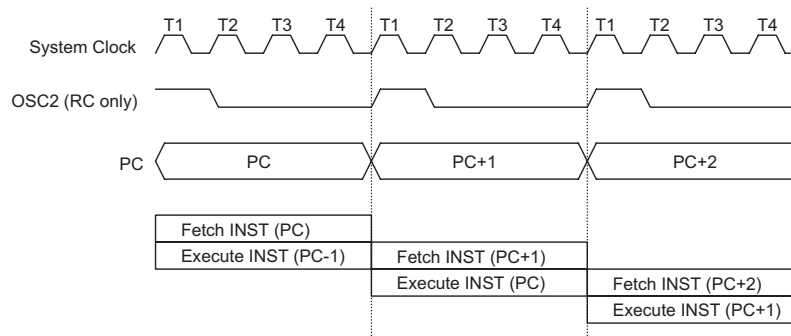 T1 T2 T3 T4 T1 T2 T3 T4 T1 T2 T3 T4
System Clock
OSC2 (RC only)
PC PC PC+1 PC+2
Fetch INST (PC)
Execute INST (PC-1) Fetch INST (PC+1)
Execute INST (PC) Fetch INST (PC+2)
Execute INST (PC+1)